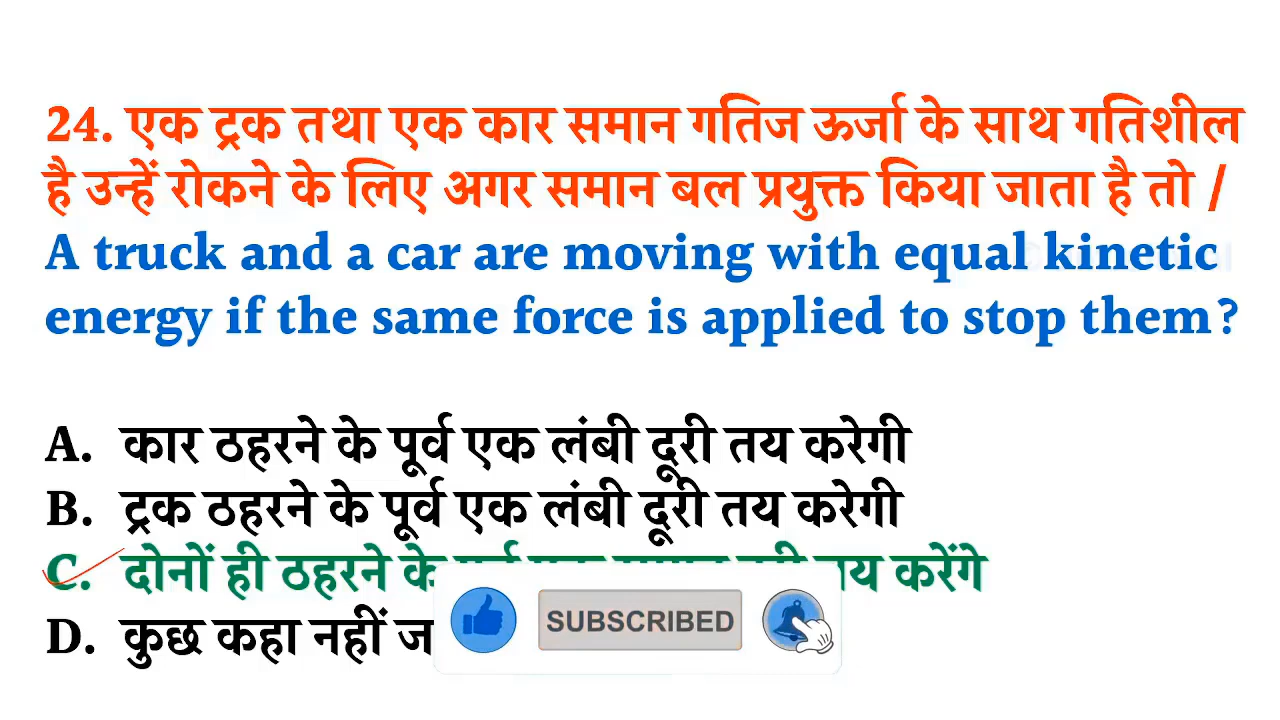 24. एक ट्रक तथा एक कार समान गतिज ऊर्जा के साथ गतिशील
है उन्हें रोकने के लिए अगर समान बल प्रयुक्त किया जाता है तो /
A truck and a car are moving with equal kinetic
energy if the same force is applied to stop them?
A. कार ठहरने के पूर्व एक लंबी दूरी तय करेगी
B. ट्रक ठहरने के पूर्व एक लंबी दूरी तय करेगी
C. दोनों ही ठहरने के तय करेंगे
D. कुछ कहा नहीं
SUBSCRIBED